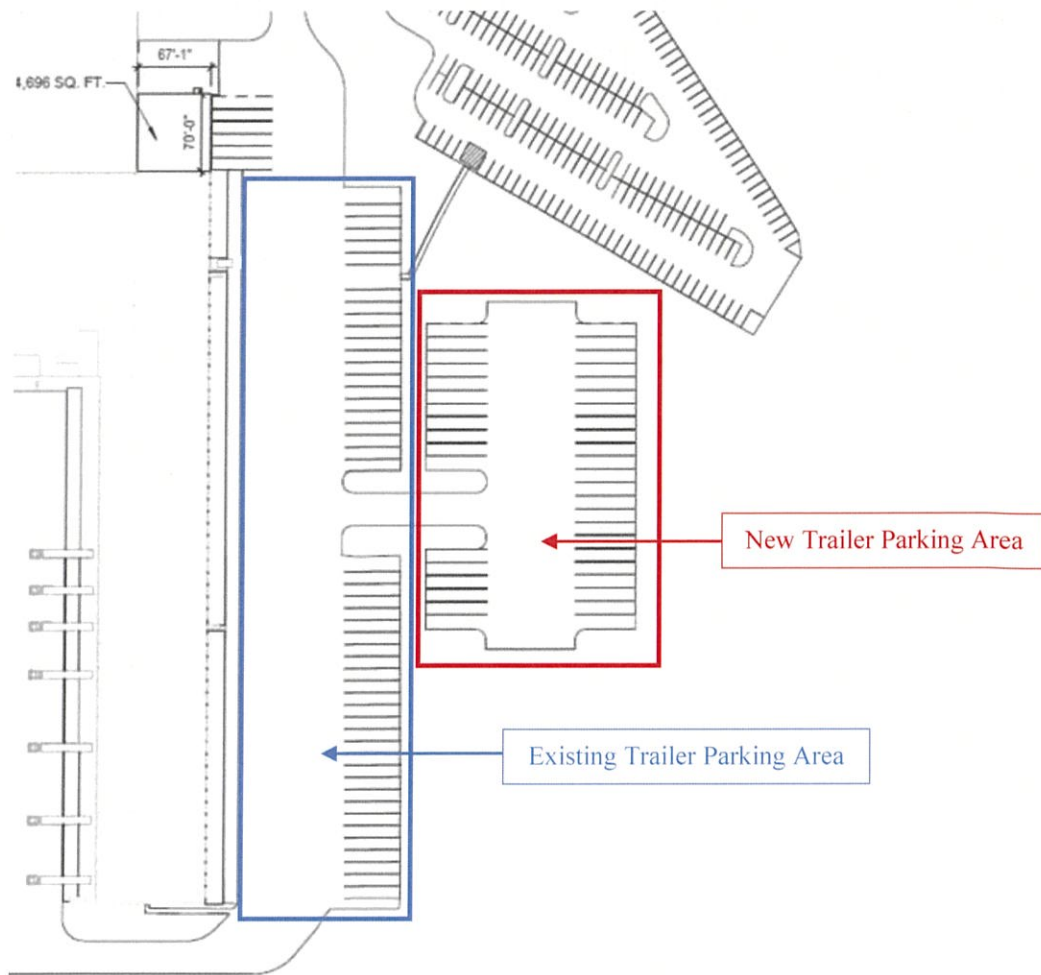 67'-1"
4,696 SQ. FT.
70'-0"
New Trailer Parking Area
Existing Trailer Parking Area